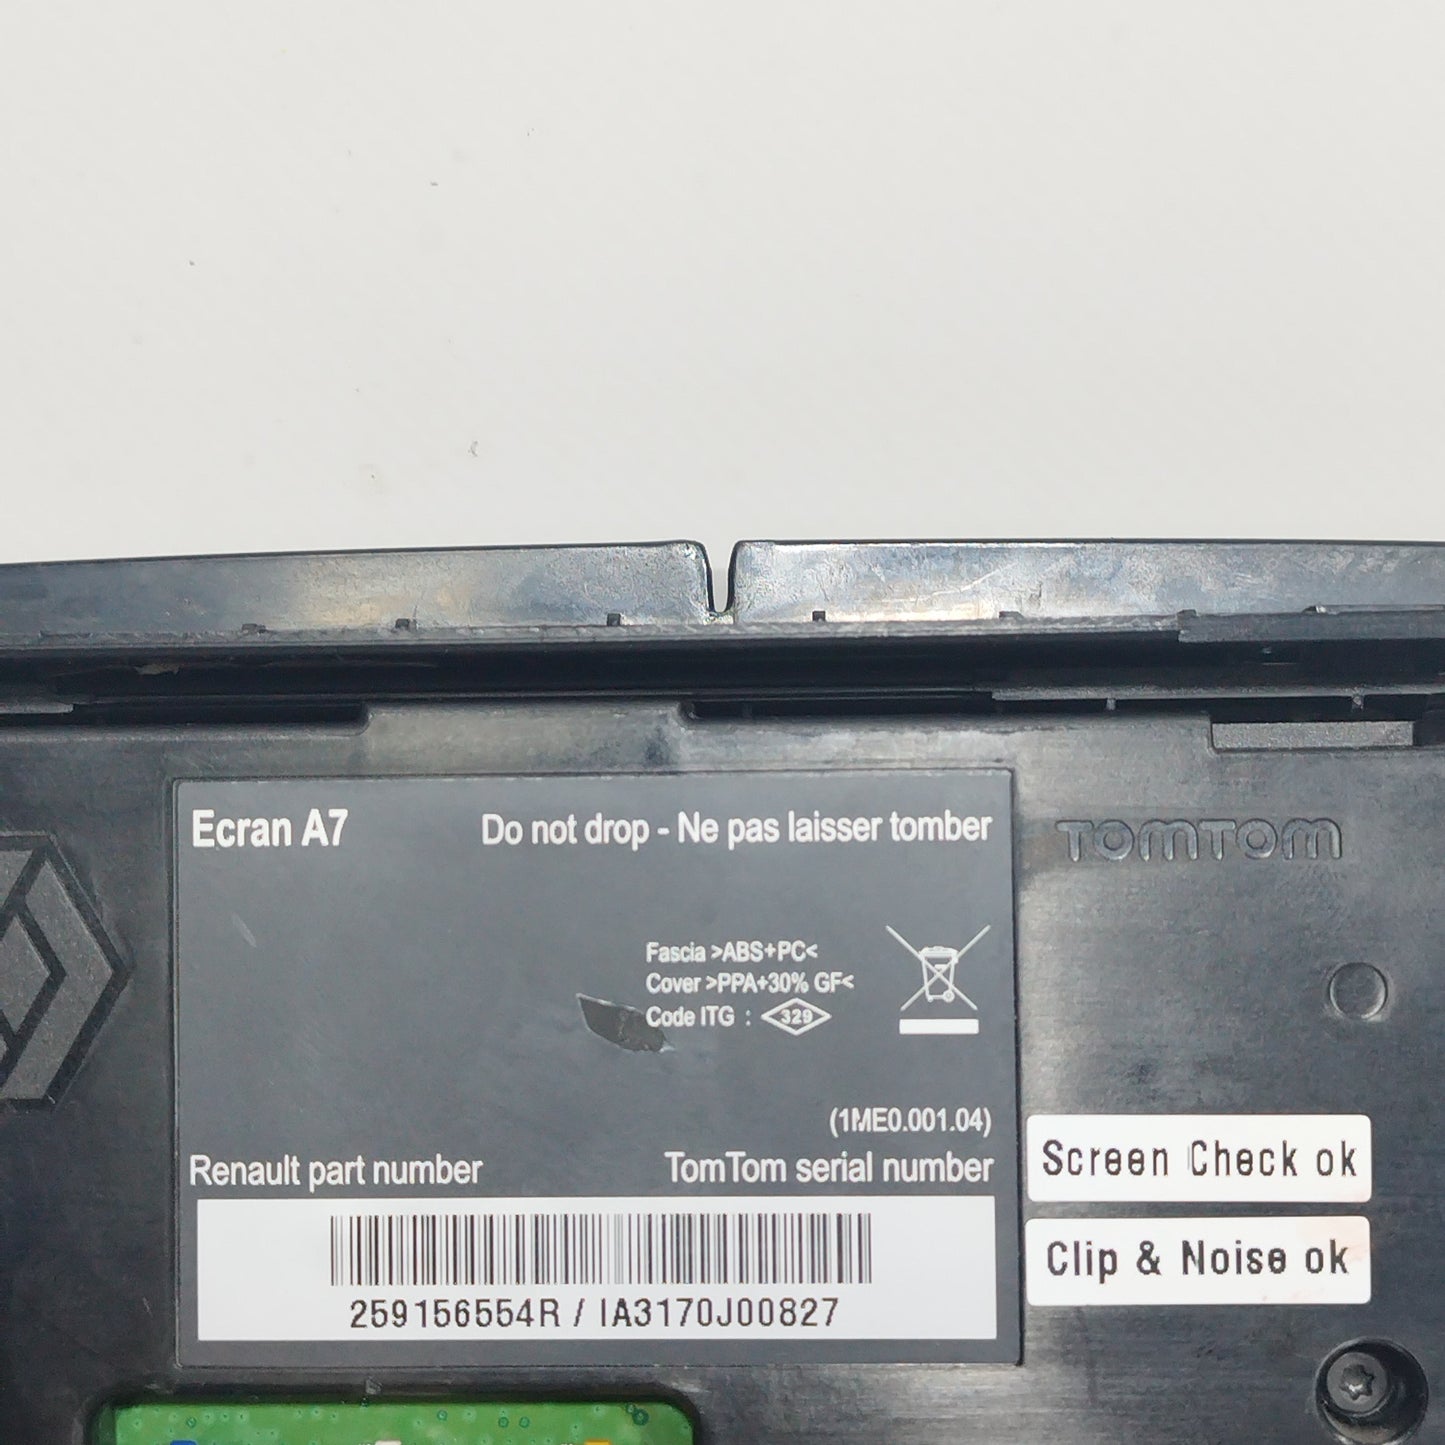 Ecran A7
Do not drop - Ne pas laisser tomber
TOMTOM
Fascia >ABS+PC<
Cover >PPA+30% GF<
Code ITG : 329
(1ME0.001.04)
Renault part number
TomTom serial number
259156554R / IA3170J00827
Screen Check ok
Clip & Noise ok